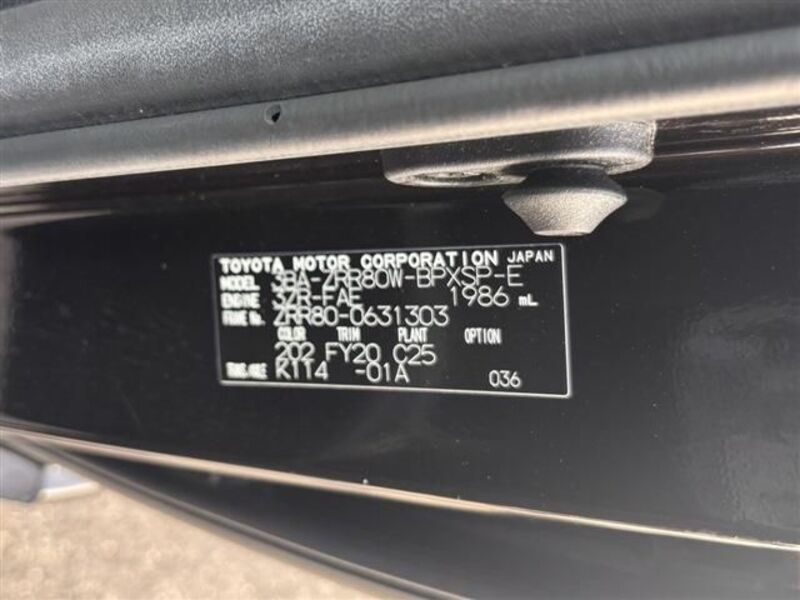 TOYOTA MOTOR CORPORATION JAPAN
MODEL 3BA-ZRR80W-BPXSP-E
ENGINE 3ZR-FAE 1986 mL
FRAME No. ZRR80-0631303
COLOR TRIM PLANT OPTION
202 FY20 C25
TRANS/AXLE K114 -01A 036